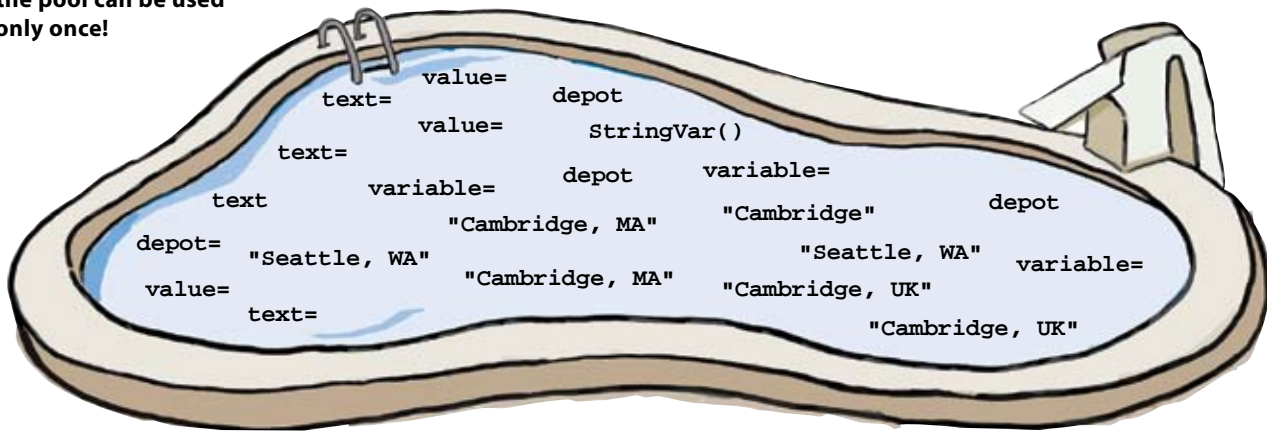 the pool can be used
only once!
value=
text=
depot
value=
StringVar()
text=
depot
variable=
variable=
text
"Cambridge, MA"
"Cambridge"
depot
depot=
"Seattle, WA"
"Seattle, WA"
variable=
"Cambridge, MA"
value=
"Cambridge, UK"
text=
"Cambridge, UK"